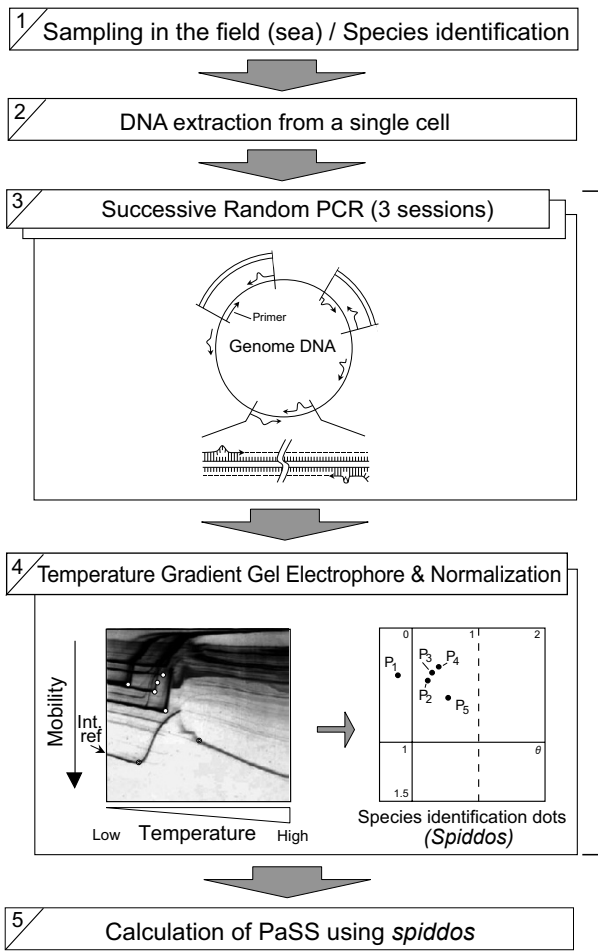 1 Sampling in the field (sea) / Species identification
2 DNA extraction from a single cell
3 Successive Random PCR (3 sessions)
Primer
Genome DNA
4 Temperature Gradient Gel Electrophore & Normalization
Mobility
Int.
ref
Low Temperature High
0 1 2
P1
P3 P4
P2
P5
1 θ
1.5
Species identification dots
(Spiddos)
5 Calculation of PaSS using spiddos